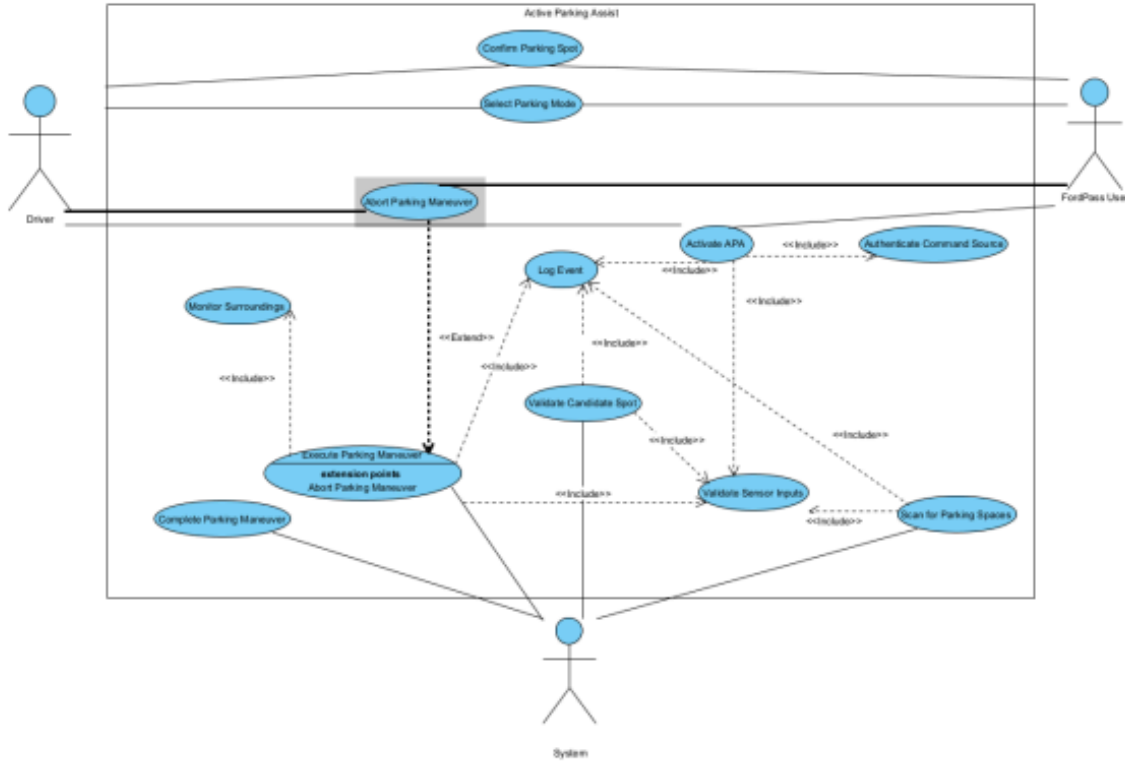 Active Parking Assist
Confirm Parking Spot
Select Parking Mode
Abort Parking Maneuver
Driver
FordPass User
Activate APA
<<Include>>
Authenticate Command Source
Log Event
<<Include>>
Monitor Surroundings
<<Include>>
<<Extend>>
<<Include>>
<<Include>>
<<Include>>
Validate Candidate Spot
<<Include>>
<<Include>>
Execute Parking Maneuver
extension points
Abort Parking Maneuver
<<Include>>
Validate Sensor Inputs
Complete Parking Maneuver
<<Include>>
Scan for Parking Spaces
System